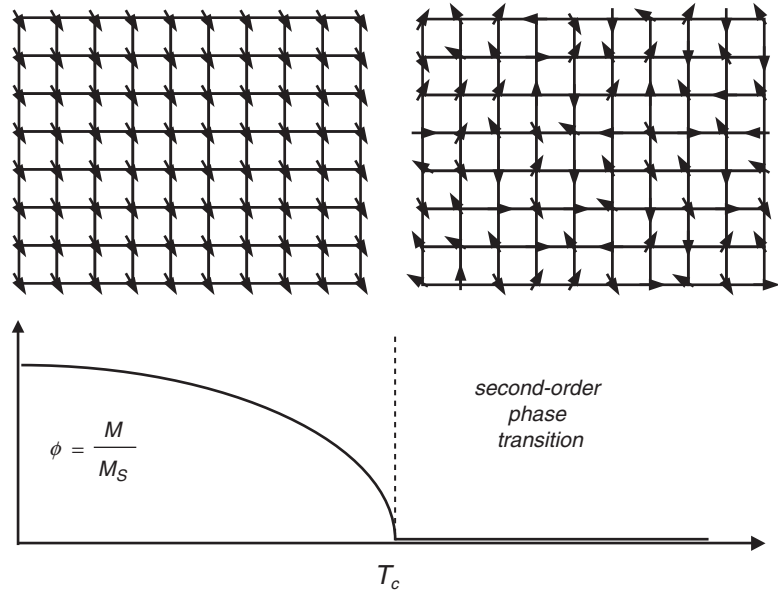 second-order
phase
transition
ϕ = M / M_S
T_c